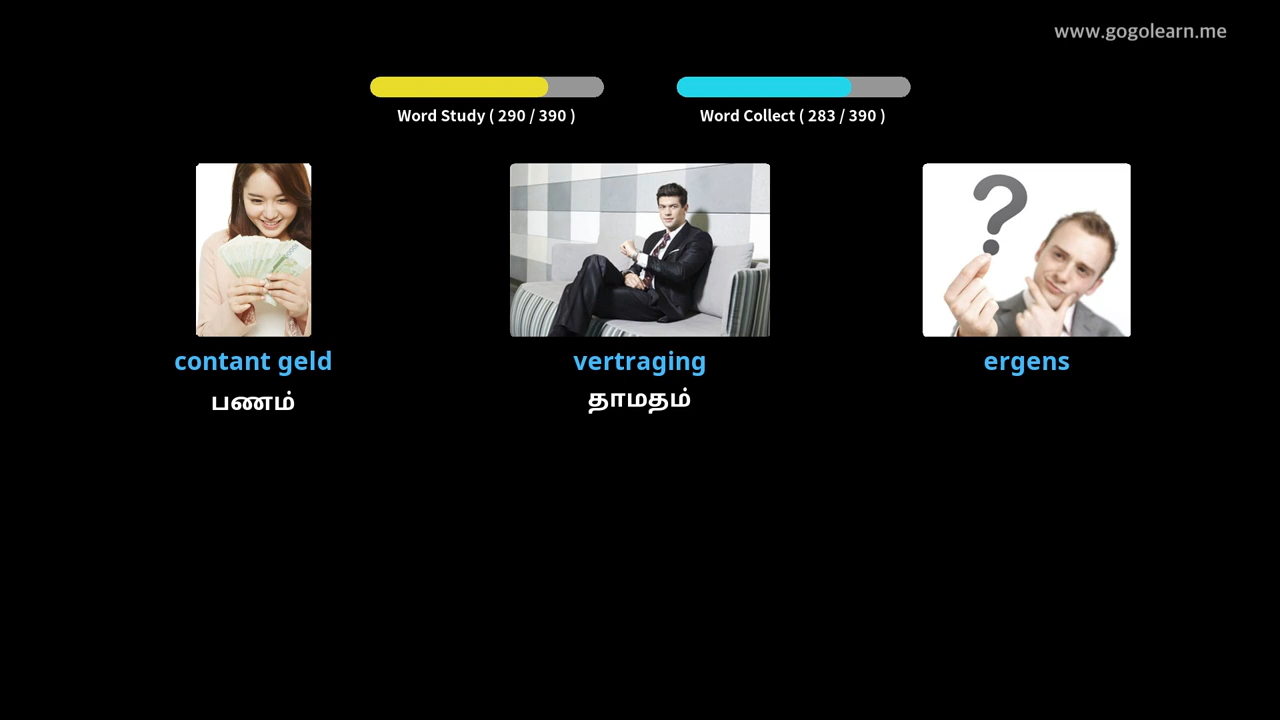 www.gogolearn.me
Word Study ( 290 / 390 )
Word Collect ( 283 / 390 )
contant geld
vertraging
ergens
பணம்
தாமதம்